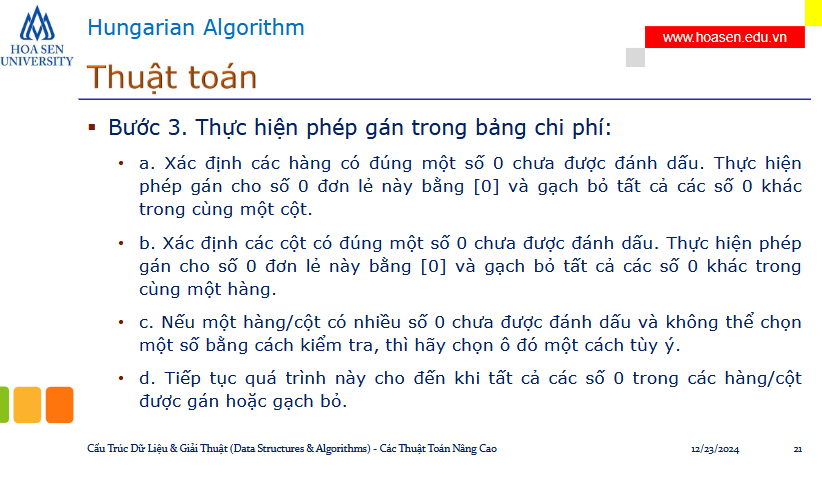 Hungarian Algorithm
www.hoasen.edu.vn
HOA SEN
UNIVERSITY
Thuật toán
▪ Bước 3. Thực hiện phép gán trong bảng chi phí:
• a. Xác định các hàng có đúng một số 0 chưa được đánh dấu. Thực hiện
phép gán cho số 0 đơn lẻ này bằng [0] và gạch bỏ tất cả các số 0 khác
trong cùng một cột.
• b. Xác định các cột có đúng một số 0 chưa được đánh dấu. Thực hiện phép
gán cho số 0 đơn lẻ này bằng [0] và gạch bỏ tất cả các số 0 khác trong
cùng một hàng.
• c. Nếu một hàng/cột có nhiều số 0 chưa được đánh dấu và không thể chọn
một số bằng cách kiểm tra, thì hãy chọn ô đó một cách tùy ý.
• d. Tiếp tục quá trình này cho đến khi tất cả các số 0 trong các hàng/cột
được gán hoặc gạch bỏ.
Cấu Trúc Dữ Liệu & Giải Thuật (Data Structures & Algorithms) - Các Thuật Toán Nâng Cao
12/23/2024
21